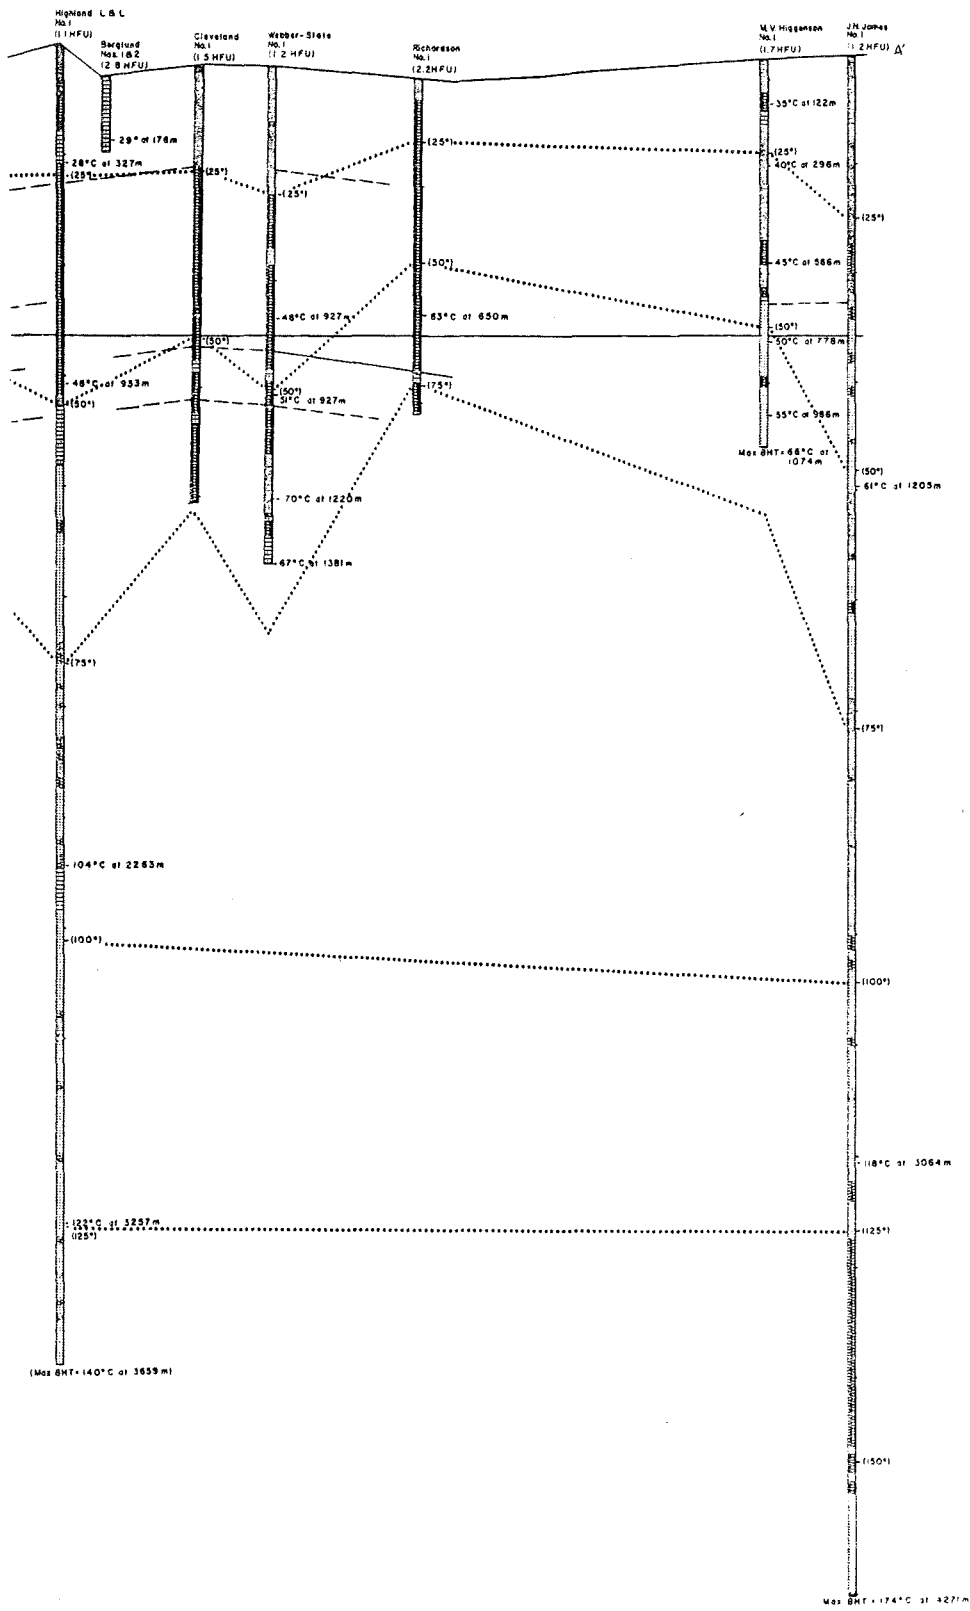 Highland L & L
No. 1
(1.1 HFU)
Berglund
Nos. 1 & 2
(2.8 HFU)
Cleveland
No. 1
(1.5 HFU)
Webber-State
No. 1
(1.2 HFU)
Richardson
No. 1
(2.2 HFU)
M.V. Higgenson
No. 1
(1.7 HFU)
J.N. James
No. 1
(1.2 HFU)
A'
29° at 176m
28°C at 327m
(25°)
(25°)
(25°)
(25°)
35°C at 122m
(25°)
40°C at 296m
(25°)
(50°)
45°C at 566m
48°C at 927m
63°C at 650m
(50°)
(50°)
50°C at 778m
48°C at 933m
(50°)
(50°)
51°C at 927m
(75°)
55°C at 986m
Max BHT = 66°C at
1074m
(50°)
61°C at 1205m
70°C at 1220m
67°C at 1381m
(75°)
(75°)
104°C at 2263m
(100°)
(100°)
118°C at 3064m
122°C at 3257m
(125°)
(125°)
(Max BHT = 140°C at 3659m)
(150°)
Max BHT = 174°C at 4271m